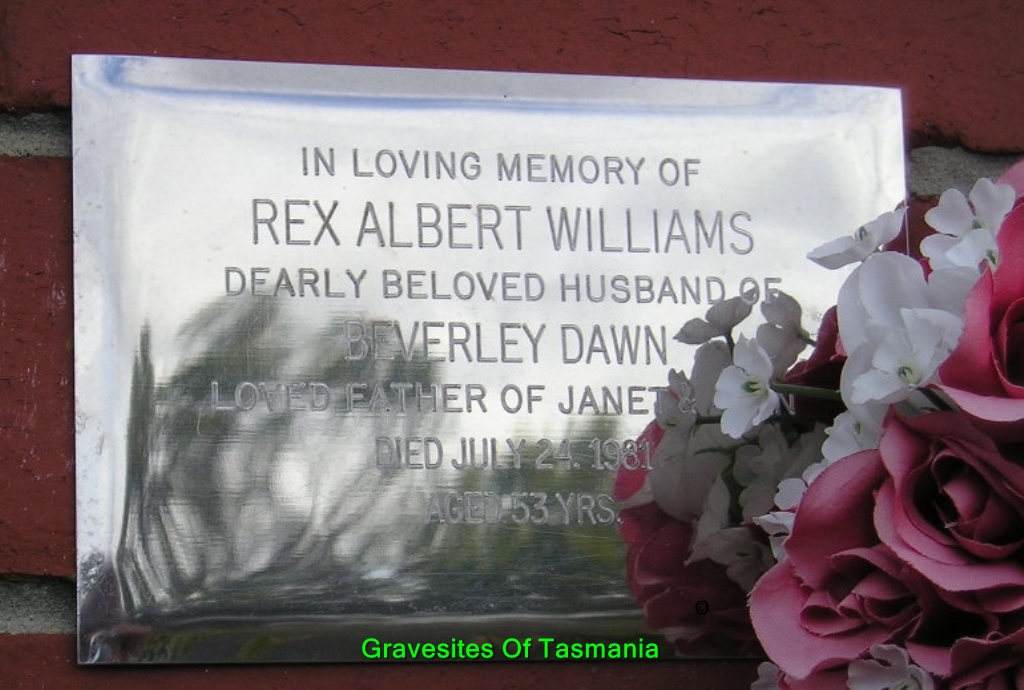 IN LOVING MEMORY OF
REX ALBERT WILLIAMS
DEARLY BELOVED HUSBAND OF
BEVERLEY DAWN
LOVED FATHER OF JANET &
DIED JULY 24. 1981
AGED 53 YRS.
©
Gravesites Of Tasmania